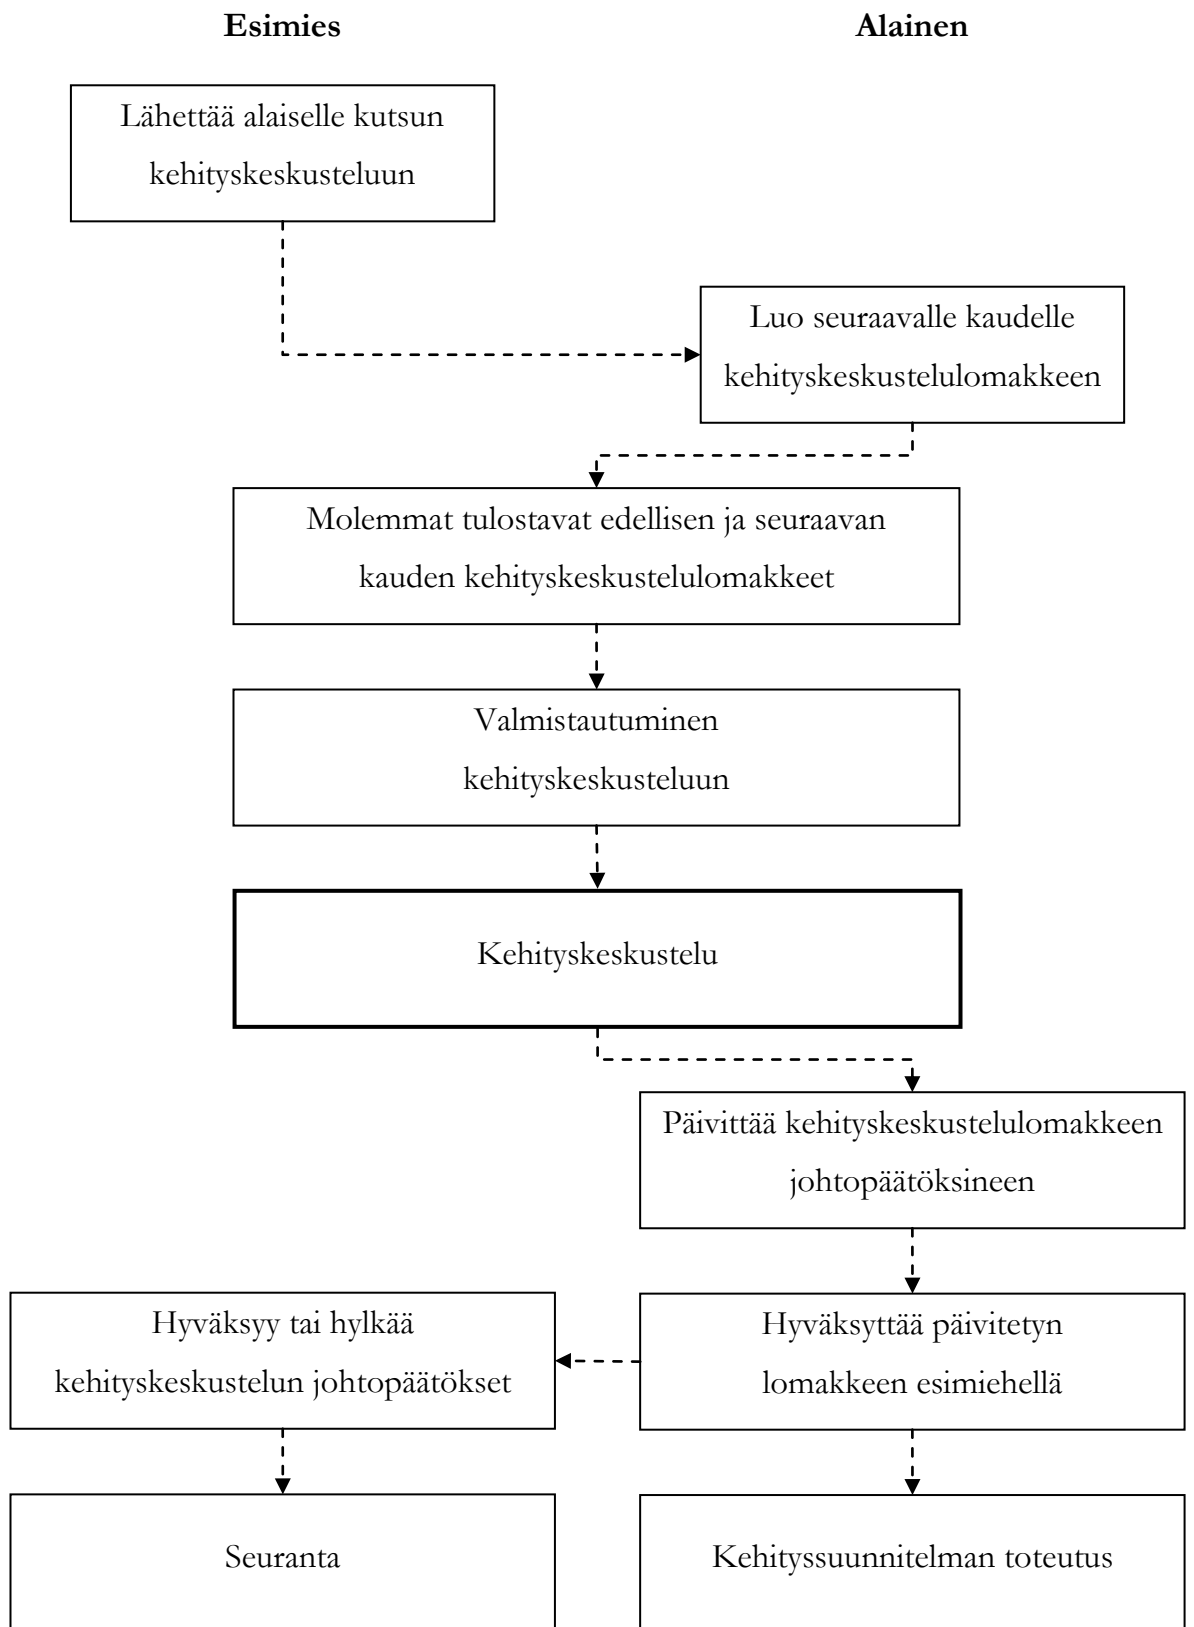 Esimies
Alainen
Lähettää alaiselle kutsun
kehityskeskusteluun
Luo seuraavalle kaudelle
kehityskeskustelulomakkeen
Molemmat tulostavat edellisen ja seuraavan
kauden kehityskeskustelulomakkeet
Valmistautuminen
kehityskeskusteluun
Kehityskeskustelu
Päivittää kehityskeskustelulomakkeen
johtopäätöksineen
Hyväksyy tai hylkää
kehityskeskustelun johtopäätökset
Hyväksyttää päivitetyn
lomakkeen esimiehellä
Seuranta
Kehityssuunnitelman toteutus